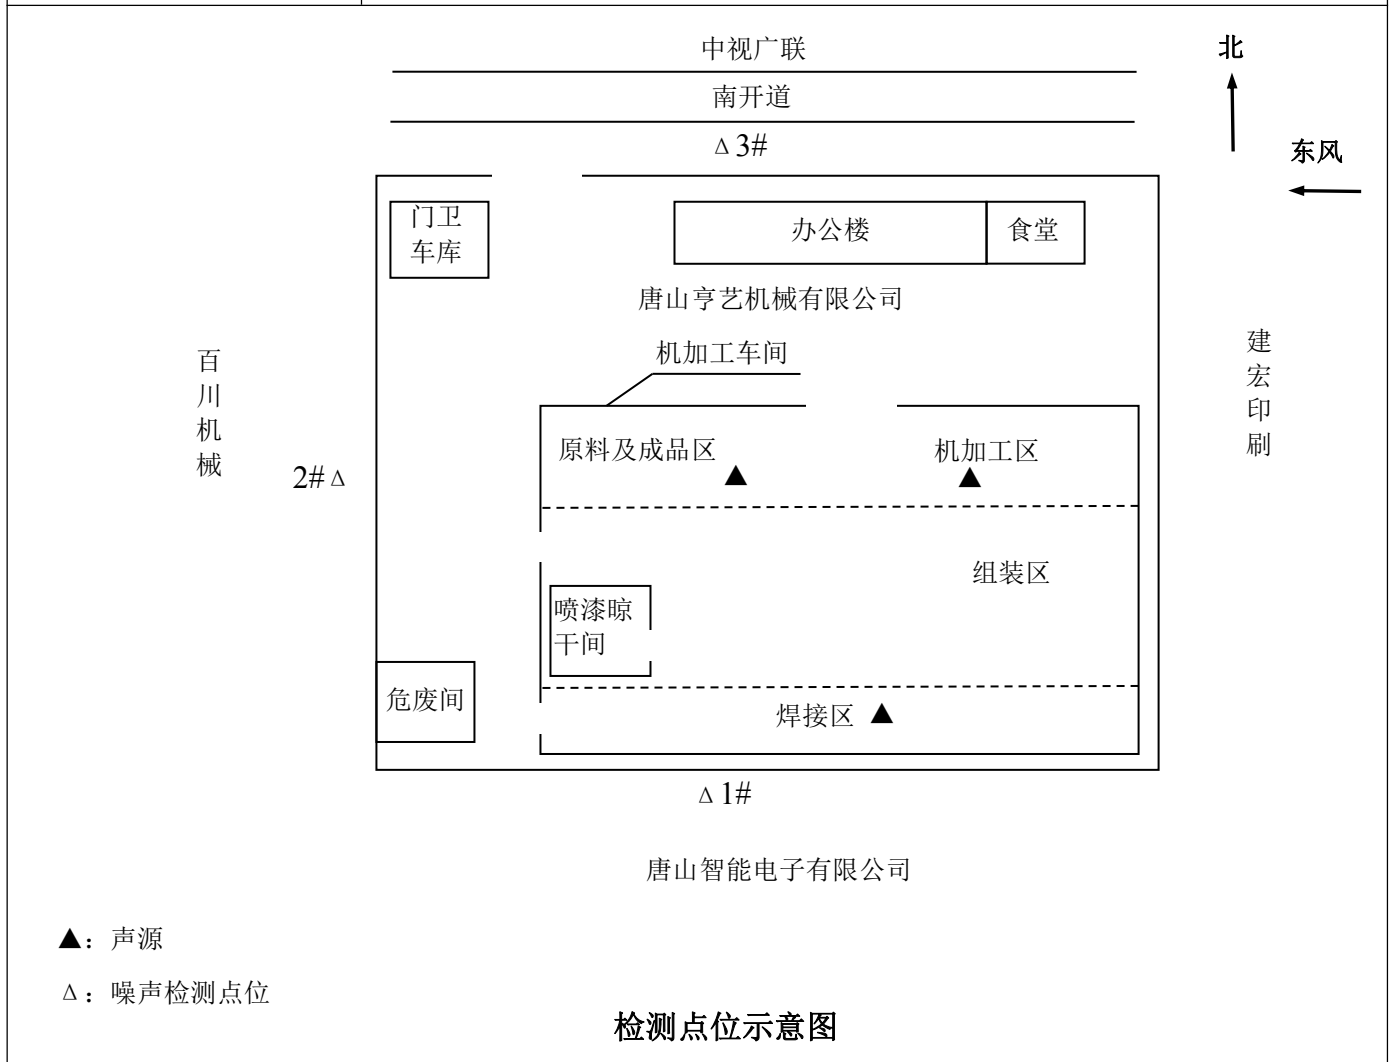 中视广联
北
南开道
Δ 3#
东风
门卫
车库
办公楼
食堂
唐山亨艺机械有限公司
机加工车间
百川机械
建宏印刷
原料及成品区
机加工区
▲
▲
2# Δ
组装区
喷漆晾
干间
危废间
焊接区 ▲
Δ 1#
唐山智能电子有限公司
▲：声源
Δ：噪声检测点位
检测点位示意图